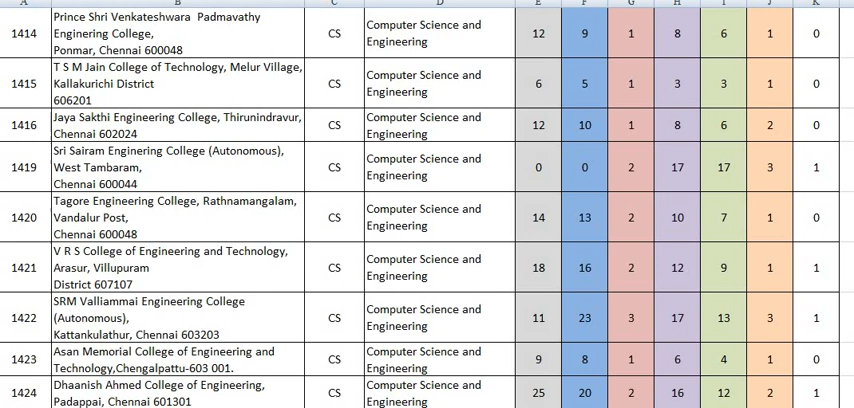 A B C D E F G H I J K
1414 Prince Shri Venkateshwara Padmavathy
Enginering College,
Ponmar, Chennai 600048 CS Computer Science and
Engineering 12 9 1 8 6 1 0
1415 T S M Jain College of Technology, Melur Village,
Kallakurichi District
606201 CS Computer Science and
Engineering 6 5 1 3 3 1 0
1416 Jaya Sakthi Engineering College, Thirunindravur,
Chennai 602024 CS Computer Science and
Engineering 12 10 1 8 6 2 0
1419 Sri Sairam Enginering College (Autonomous),
West Tambaram,
Chennai 600044 CS Computer Science and
Engineering 0 0 2 17 17 3 1
1420 Tagore Engineering College, Rathnamangalam,
Vandalur Post,
Chennai 600048 CS Computer Science and
Engineering 14 13 2 10 7 1 0
1421 V R S College of Engineering and Technology,
Arasur, Villupuram
District 607107 CS Computer Science and
Engineering 18 16 2 12 9 1 1
1422 SRM Valliammai Engineering College
(Autonomous),
Kattankulathur, Chennai 603203 CS Computer Science and
Engineering 11 23 3 17 13 3 1
1423 Asan Memorial College of Engineering and
Technology,Chengalpattu-603 001. CS Computer Science and
Engineering 9 8 1 6 4 1 0
1424 Dhaanish Ahmed College of Engineering,
Padappai, Chennai 601301 CS Computer Science and
Engineering 25 20 2 16 12 2 1